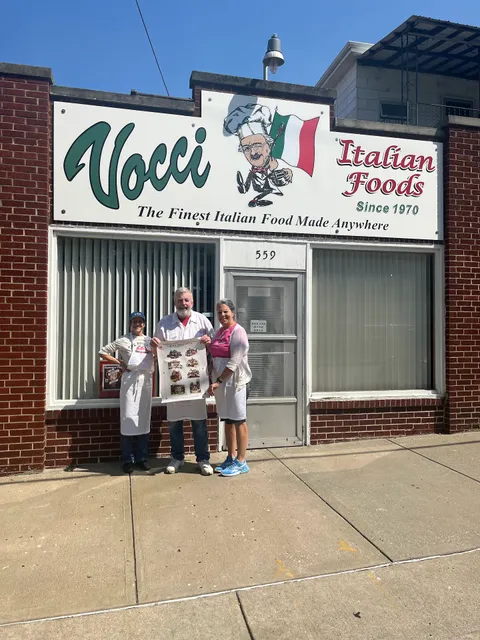 Vocci
Italian
Foods
Since 1970
The Finest Italian Food Made Anywhere
559